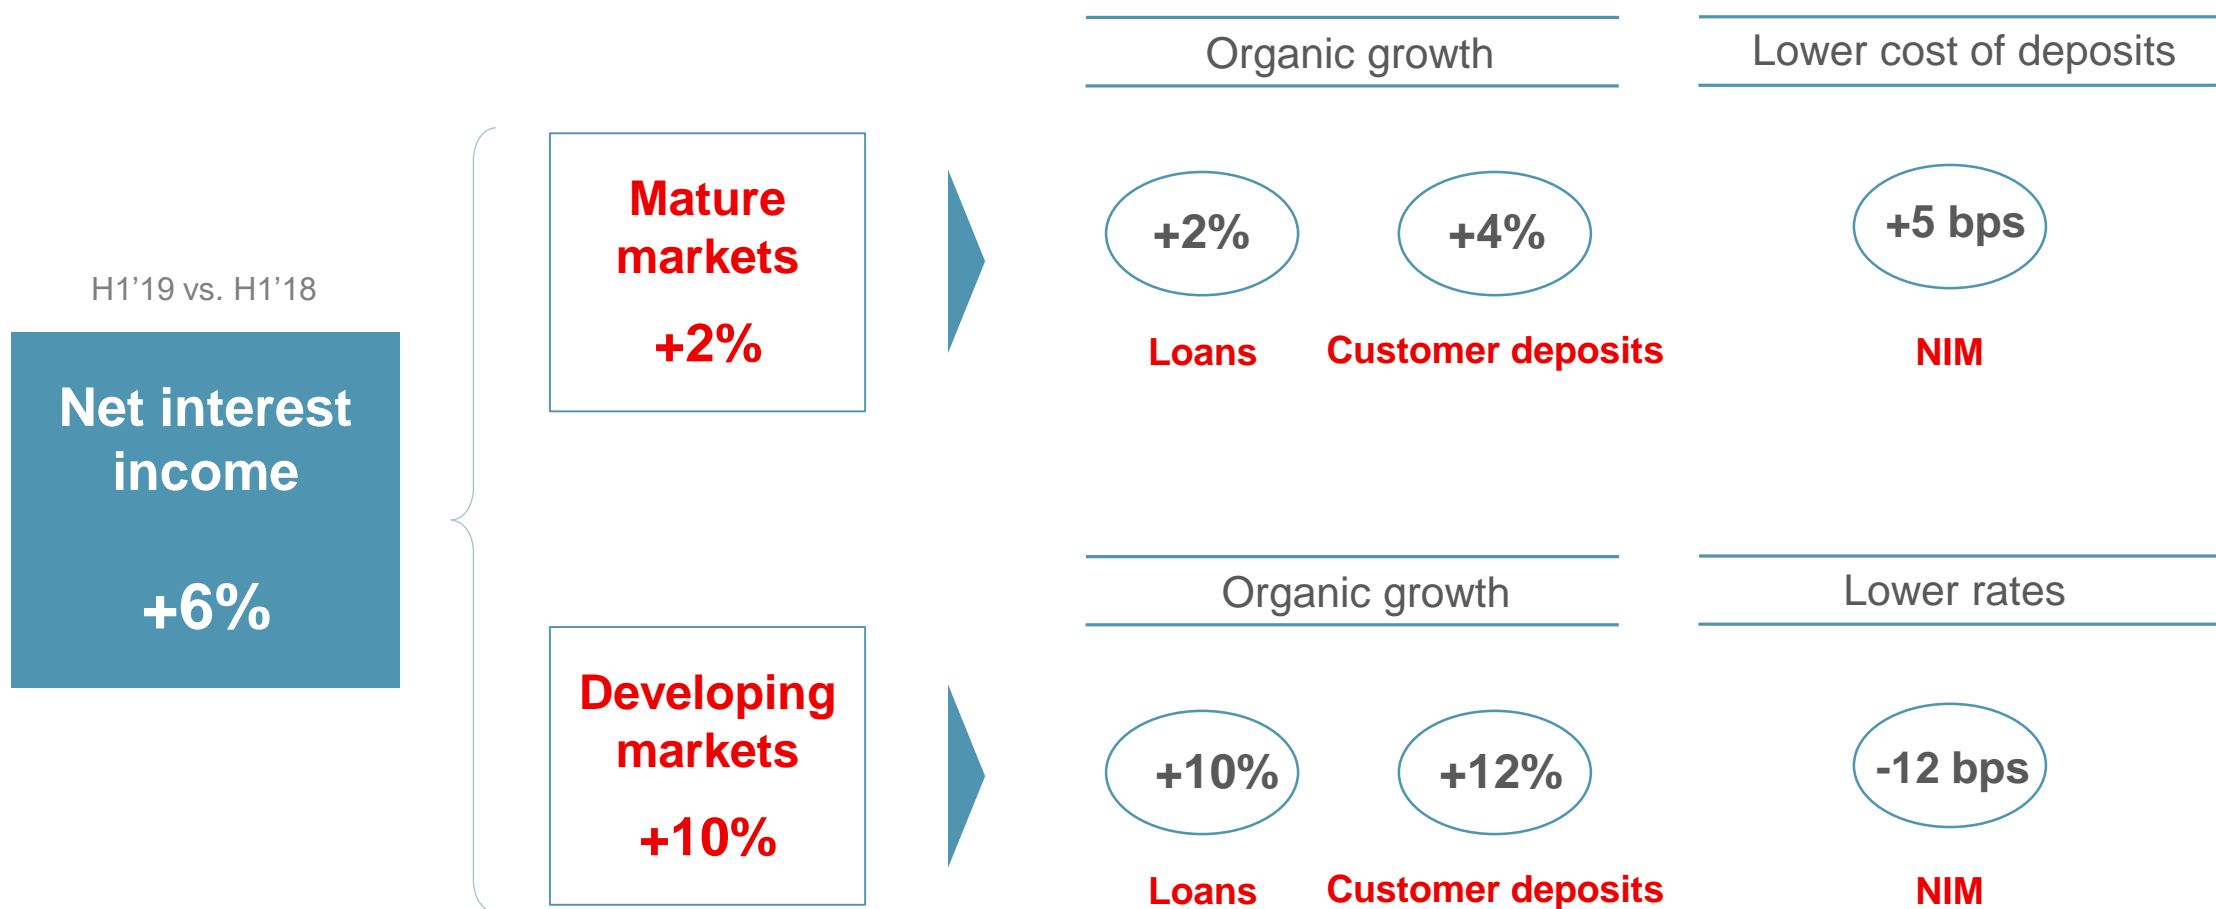 H1’19 vs. H1’18
Net interest
income
+6%
Mature
markets
+2%
Organic growth
Lower cost of deposits
+2%
+4%
+5 bps
Loans
Customer deposits
NIM
Developing
markets
+10%
Organic growth
Lower rates
+10%
+12%
-12 bps
Loans
Customer deposits
NIM